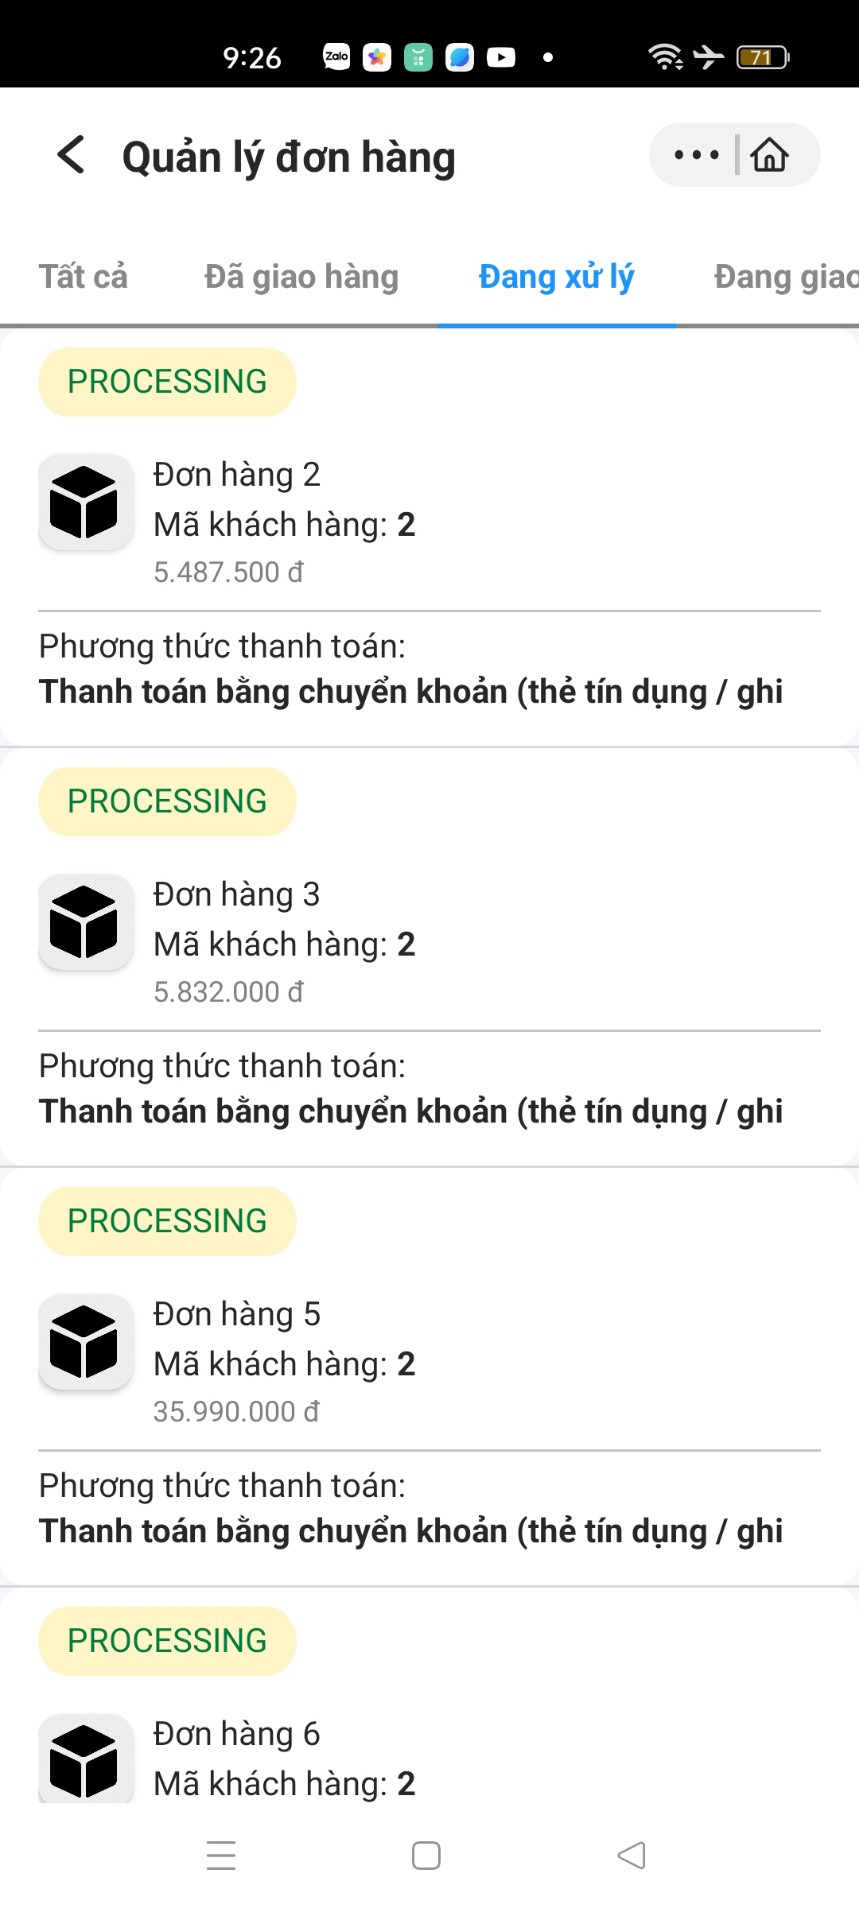 9:26
Zalo
71
Quản lý đơn hàng
Tất cả
Đã giao hàng
Đang xử lý
Đang giao
PROCESSING
Đơn hàng 2
Mã khách hàng: 2
5.487.500 đ
Phương thức thanh toán:
Thanh toán bằng chuyển khoản (thẻ tín dụng / ghi
PROCESSING
Đơn hàng 3
Mã khách hàng: 2
5.832.000 đ
Phương thức thanh toán:
Thanh toán bằng chuyển khoản (thẻ tín dụng / ghi
PROCESSING
Đơn hàng 5
Mã khách hàng: 2
35.990.000 đ
Phương thức thanh toán:
Thanh toán bằng chuyển khoản (thẻ tín dụng / ghi
PROCESSING
Đơn hàng 6
Mã khách hàng: 2